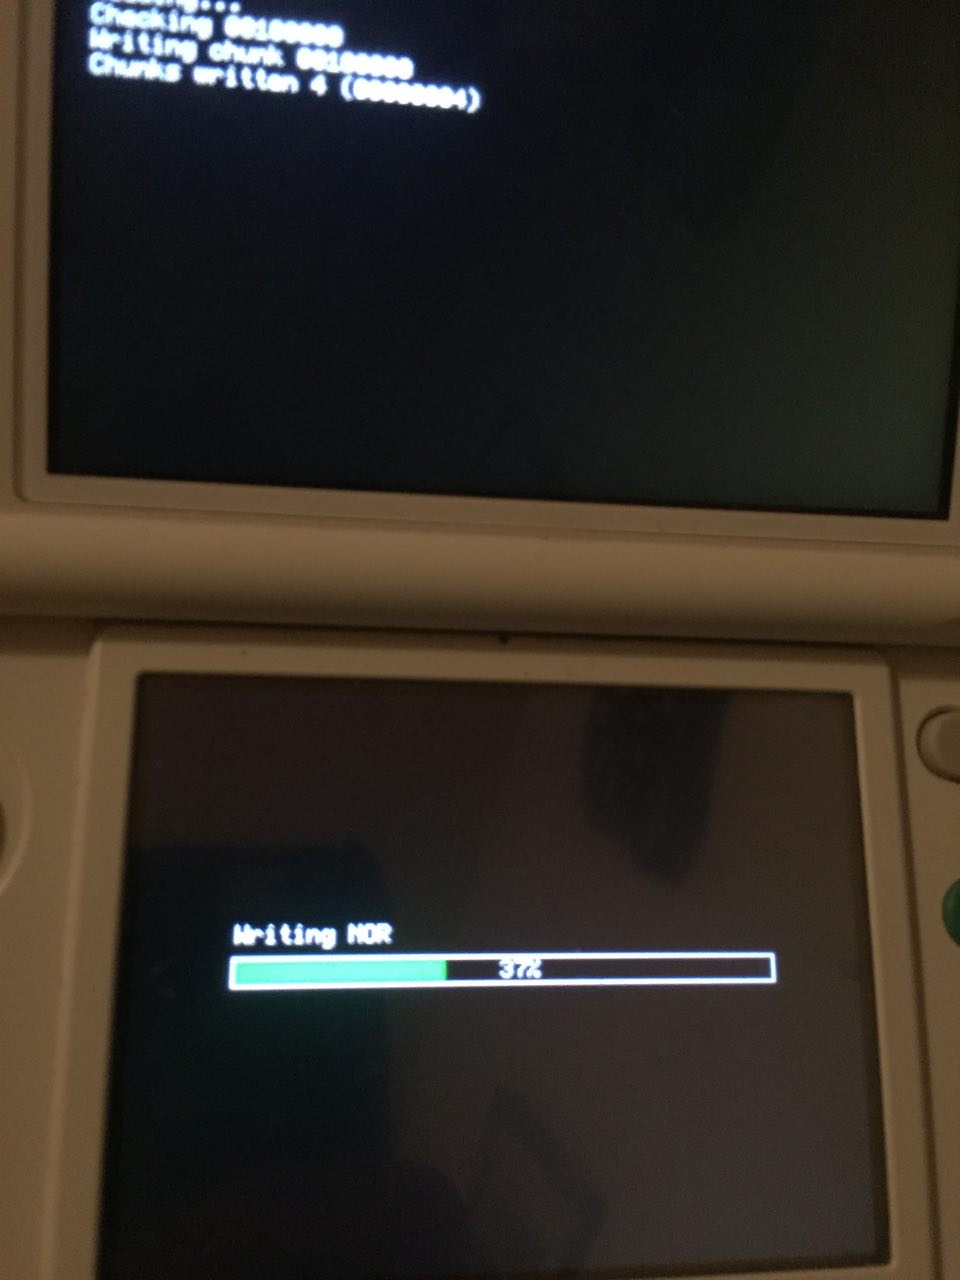 Checking 00100000
Writing chunk 00100000
Chunks written 4 (00000004)
Writing NOR
37%